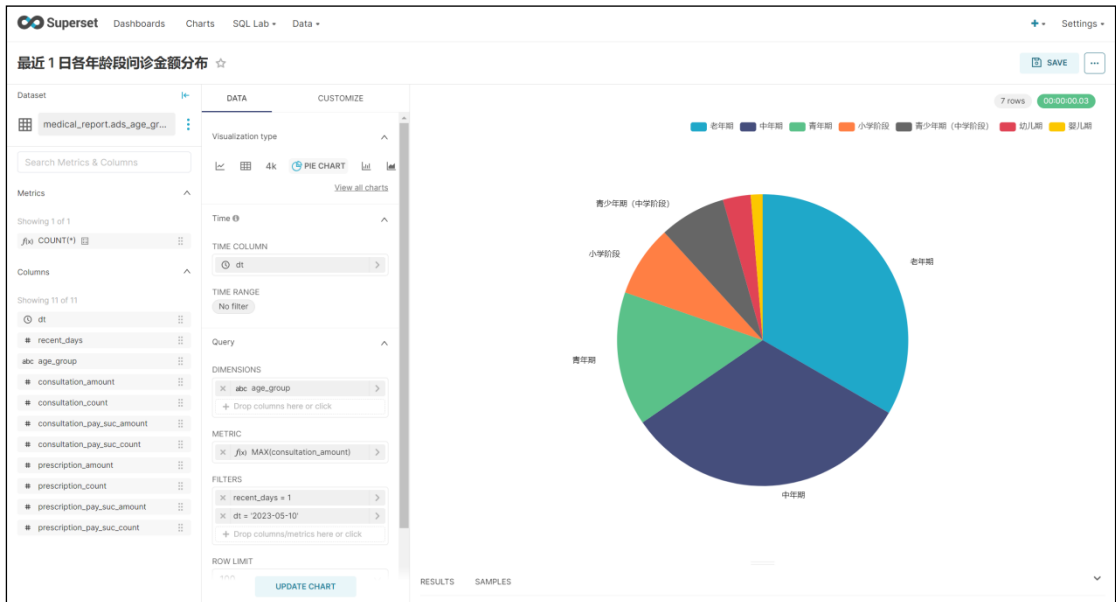 Superset Dashboards Charts SQL Lab Data Settings
最近 1 日各年龄段问诊金额分布 SAVE
Dataset
medical_report.ads_age_gr...
Search Metrics & Columns
Metrics
Showing 1 of 1
f(x) COUNT(*)
Columns
Showing 11 of 11
dt
# recent_days
abc age_group
# consultation_amount
# consultation_count
# consultation_pay_suc_amount
# consultation_pay_suc_count
# prescription_amount
# prescription_count
# prescription_pay_suc_amount
# prescription_pay_suc_count
DATA CUSTOMIZE
Visualization type
4k PIE CHART
View all charts
Time
TIME COLUMN
dt
TIME RANGE
No filter
Query
DIMENSIONS
abc age_group
+ Drop columns here or click
METRIC
f(x) MAX(consultation_amount)
FILTERS
recent_days = 1
dt = '2023-05-10'
+ Drop columns/metrics here or click
ROW LIMIT
UPDATE CHART
7 rows 00:00:00.03
老年期 中年期 青年期 小学阶段 青少年期（中学阶段） 幼儿期 婴儿期
青少年期（中学阶段）
小学阶段
老年期
青年期
中年期
RESULTS SAMPLES